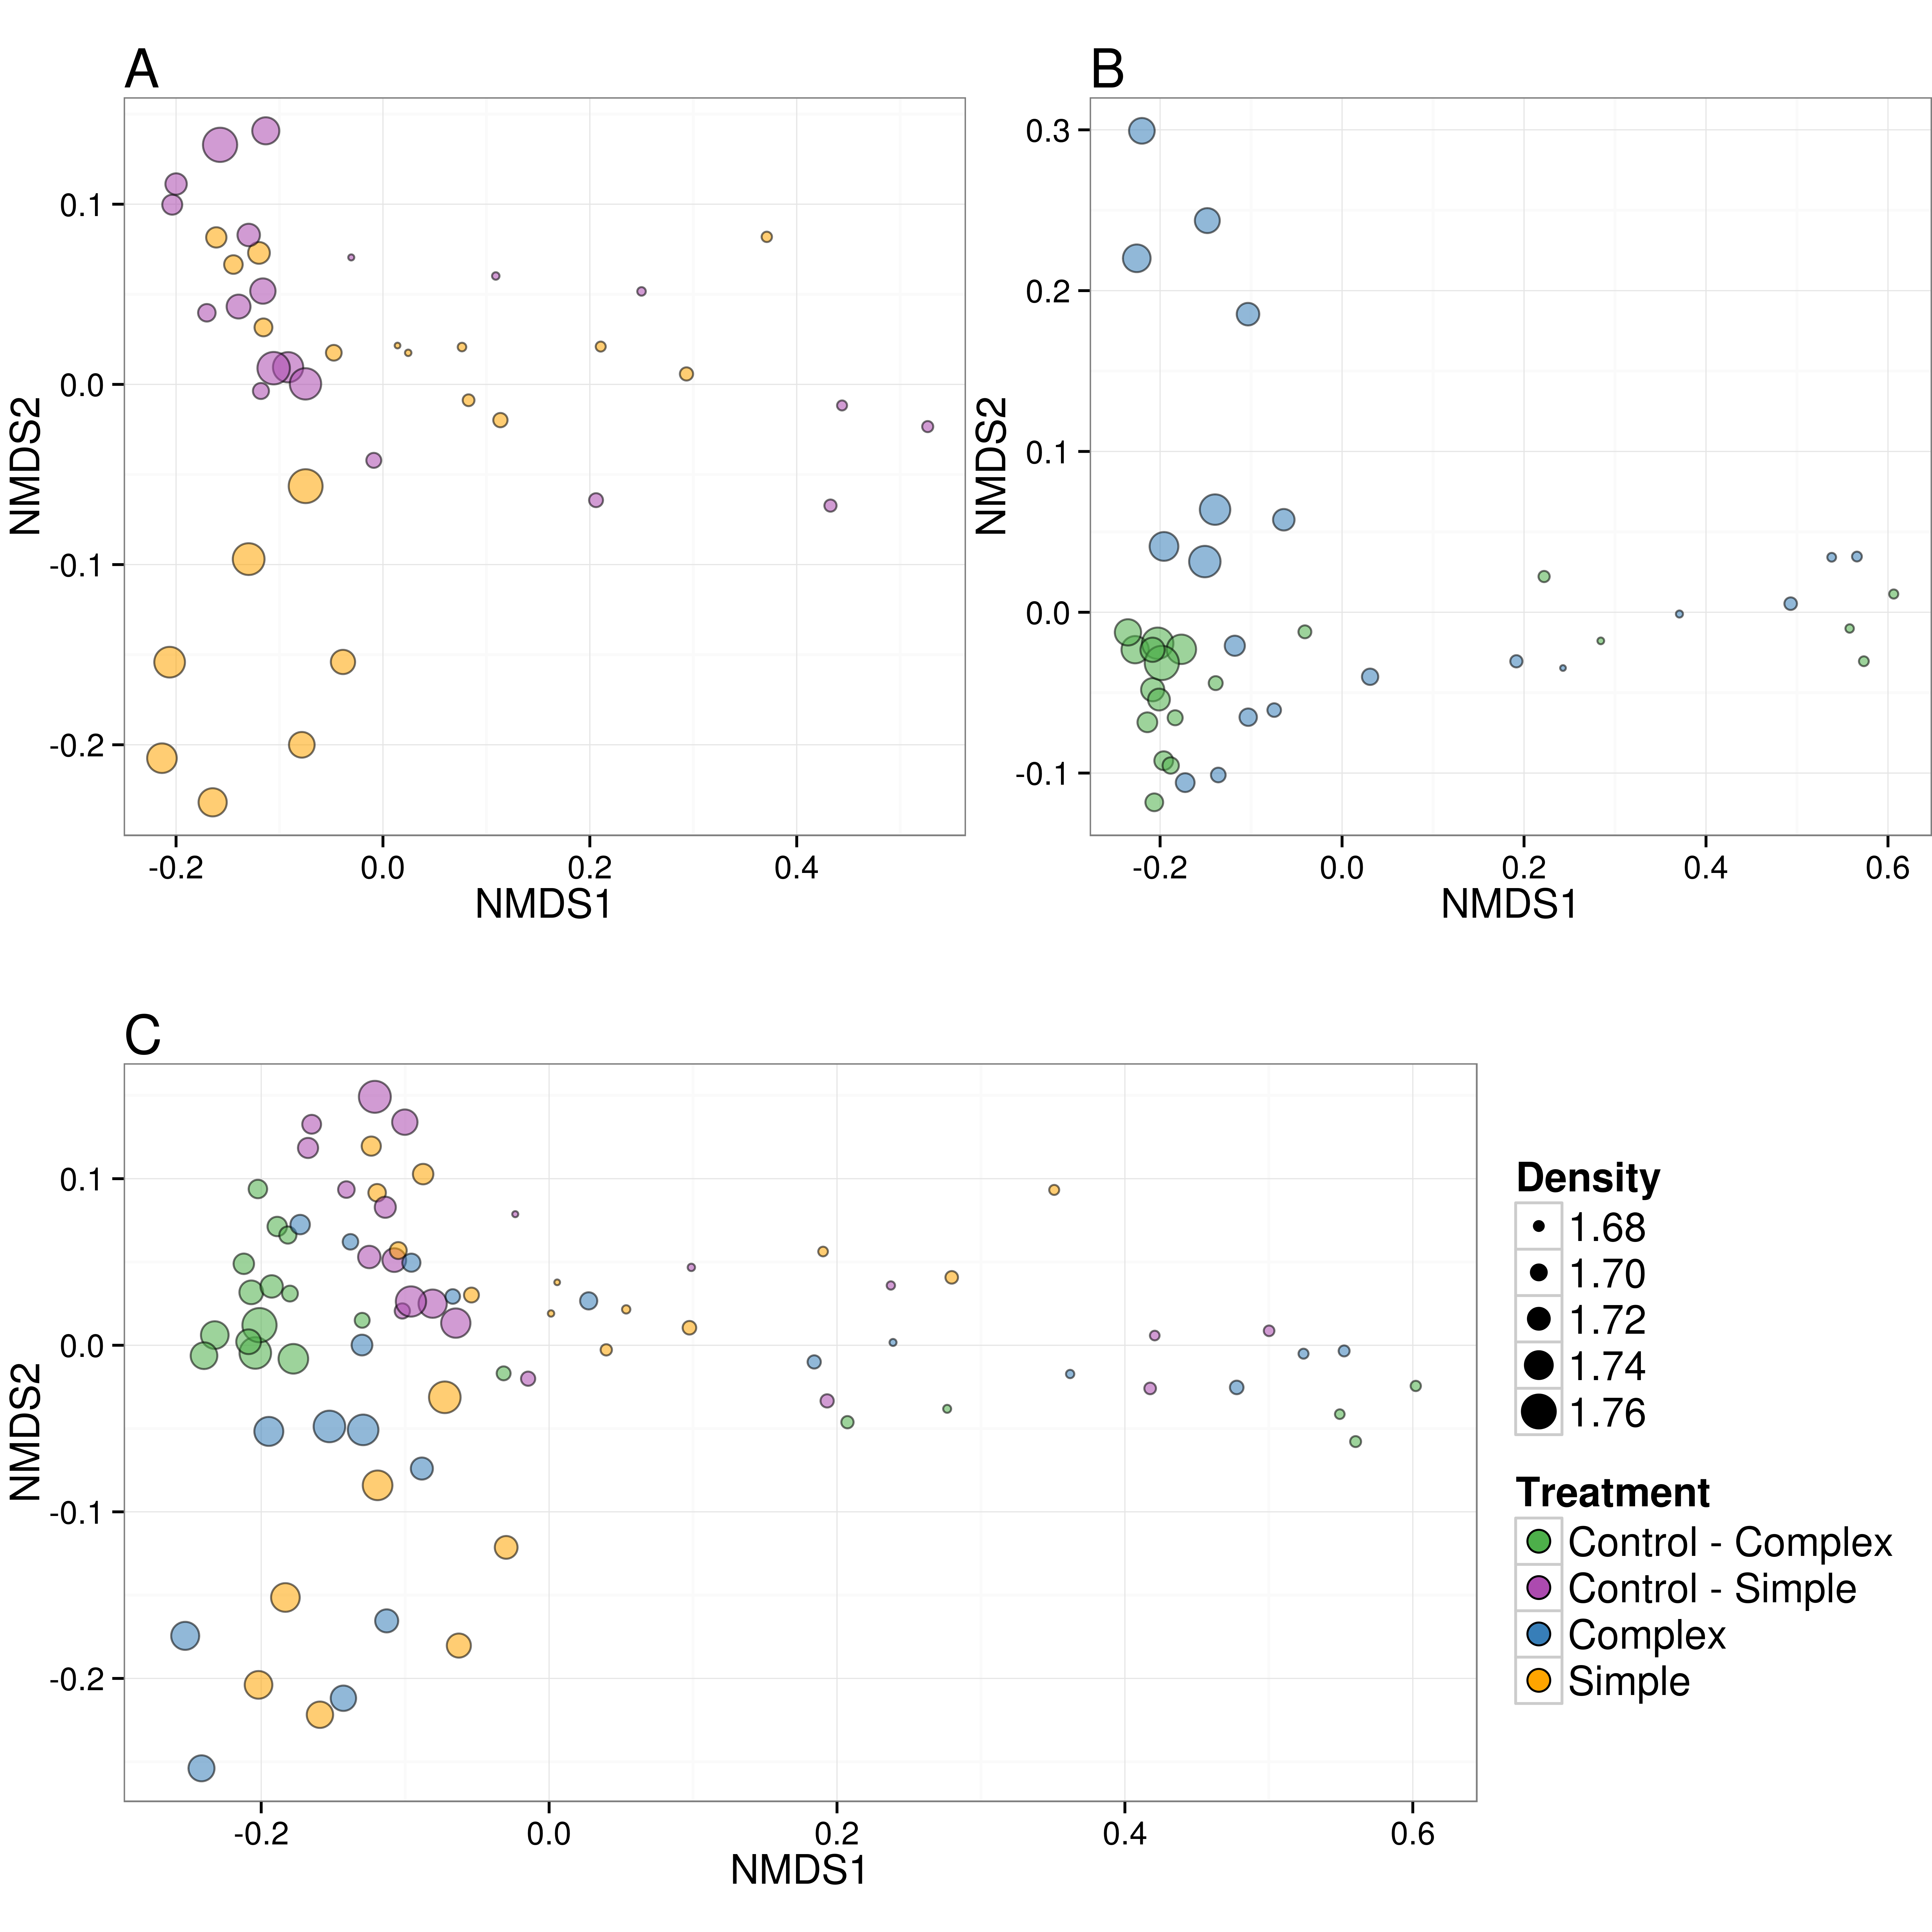 A
NMDS2
0.1
0.0
-0.1
-0.2
-0.2 0.0 0.2 0.4
NMDS1
B
NMDS2
0.3
0.2
0.1
0.0
-0.1
-0.2 0.0 0.2 0.4 0.6
NMDS1
C
NMDS2
0.1
0.0
-0.1
-0.2
-0.2 0.0 0.2 0.4 0.6
NMDS1
Density
1.68
1.70
1.72
1.74
1.76
Treatment
Control - Complex
Control - Simple
Complex
Simple